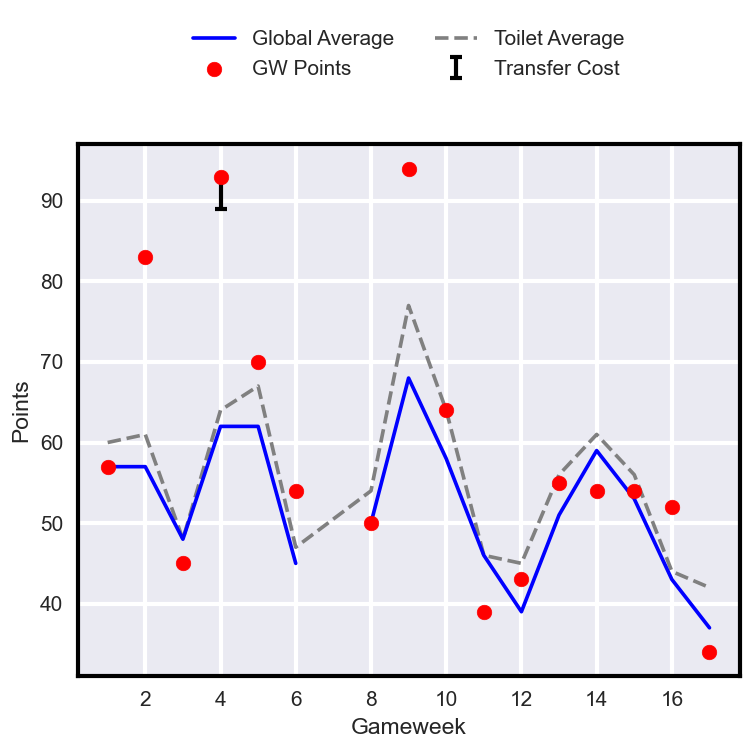 Global Average
Toilet Average
GW Points
Transfer Cost
90
80
70
60
50
40
Points
2 4 6 8 10 12 14 16
Gameweek